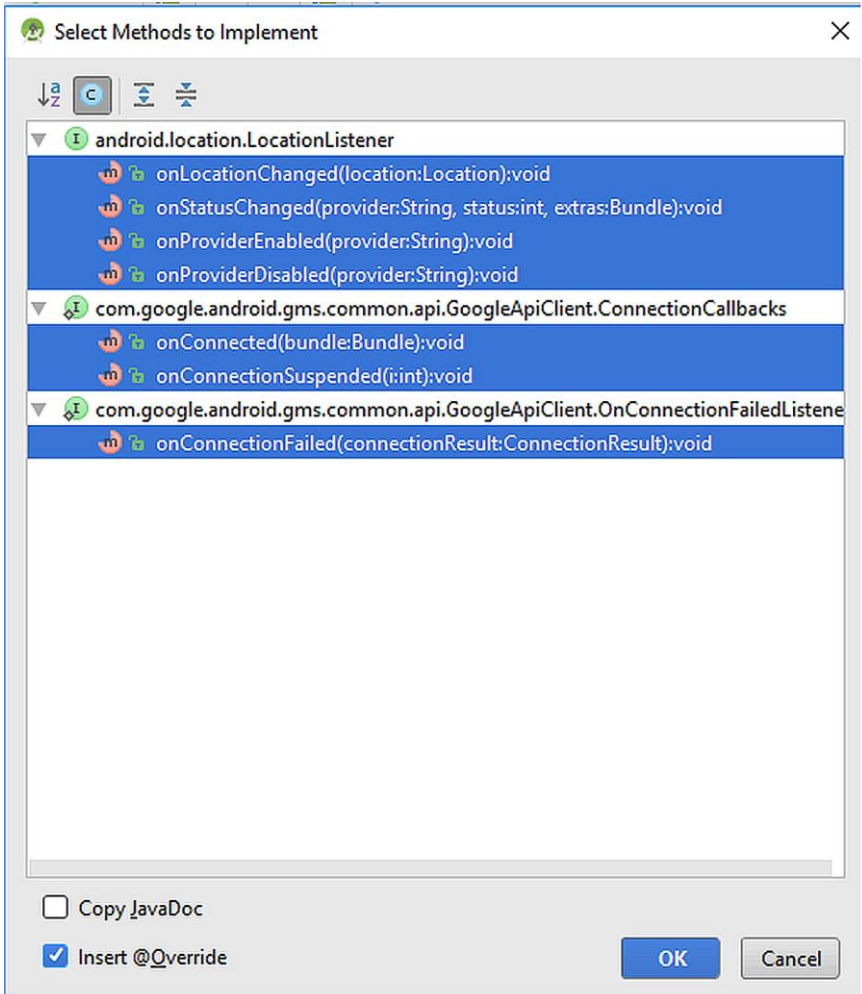 Select Methods to Implement
android.location.LocationListener
onLocationChanged(location:Location):void
onStatusChanged(provider:String, status:int, extras:Bundle):void
onProviderEnabled(provider:String):void
onProviderDisabled(provider:String):void
com.google.android.gms.common.api.GoogleApiClient.ConnectionCallbacks
onConnected(bundle:Bundle):void
onConnectionSuspended(i:int):void
com.google.android.gms.common.api.GoogleApiClient.OnConnectionFailedListene
onConnectionFailed(connectionResult:ConnectionResult):void
Copy JavaDoc
Insert @Override
OK Cancel